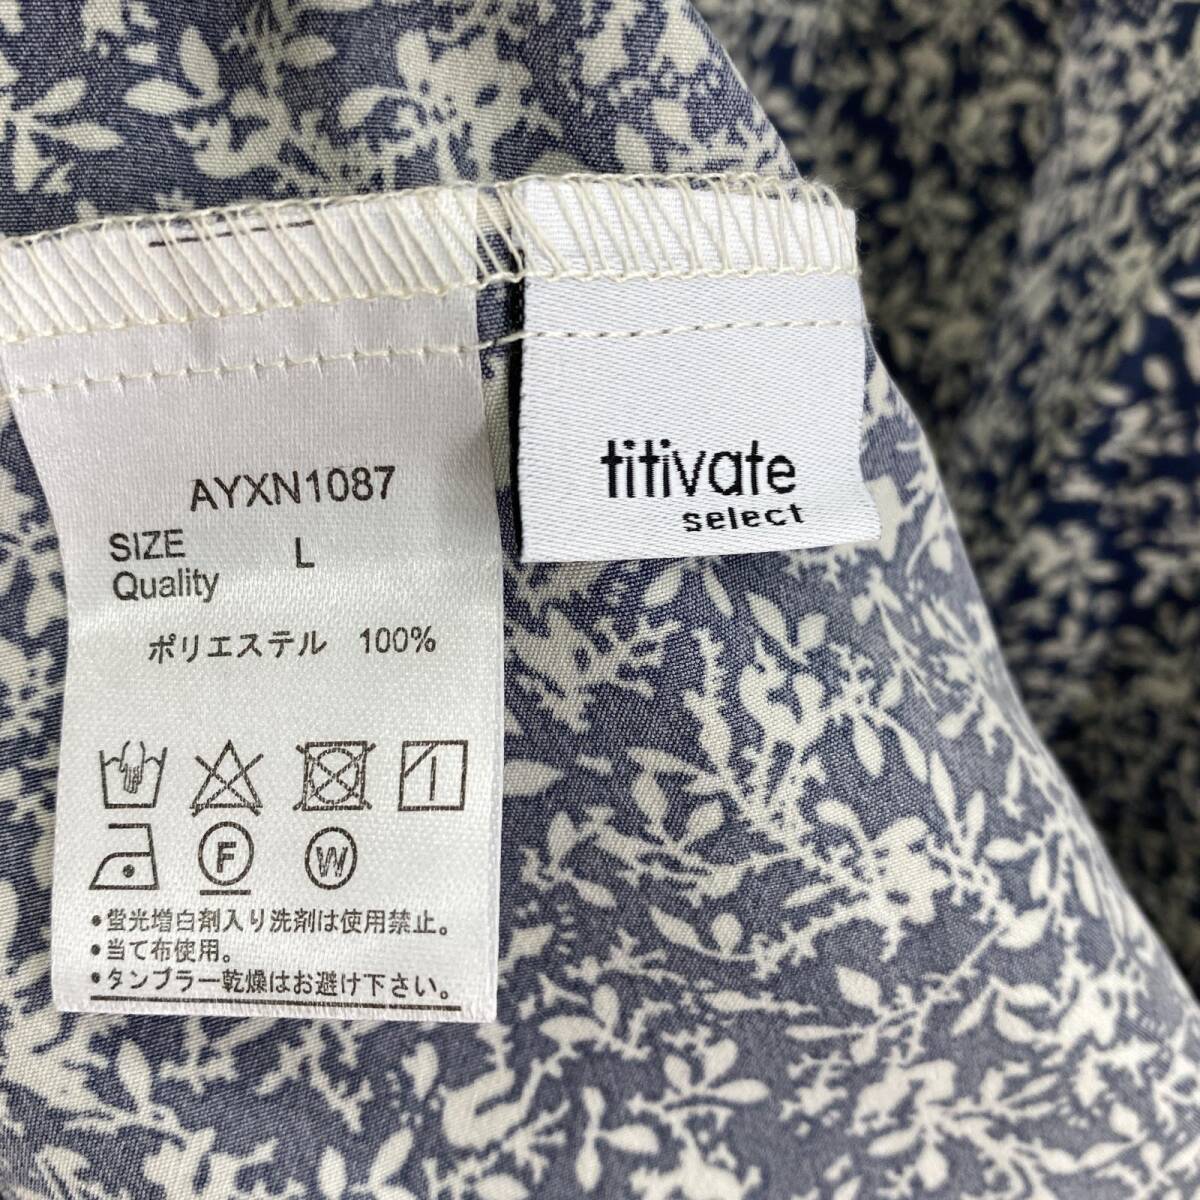 AYXN1087
SIZE L
Quality
ポリエステル 100%
F
W
•蛍光増白剤入り洗剤は使用禁止。
•当て布使用。
•タンブラー乾燥はお避け下さい。
titivate
select